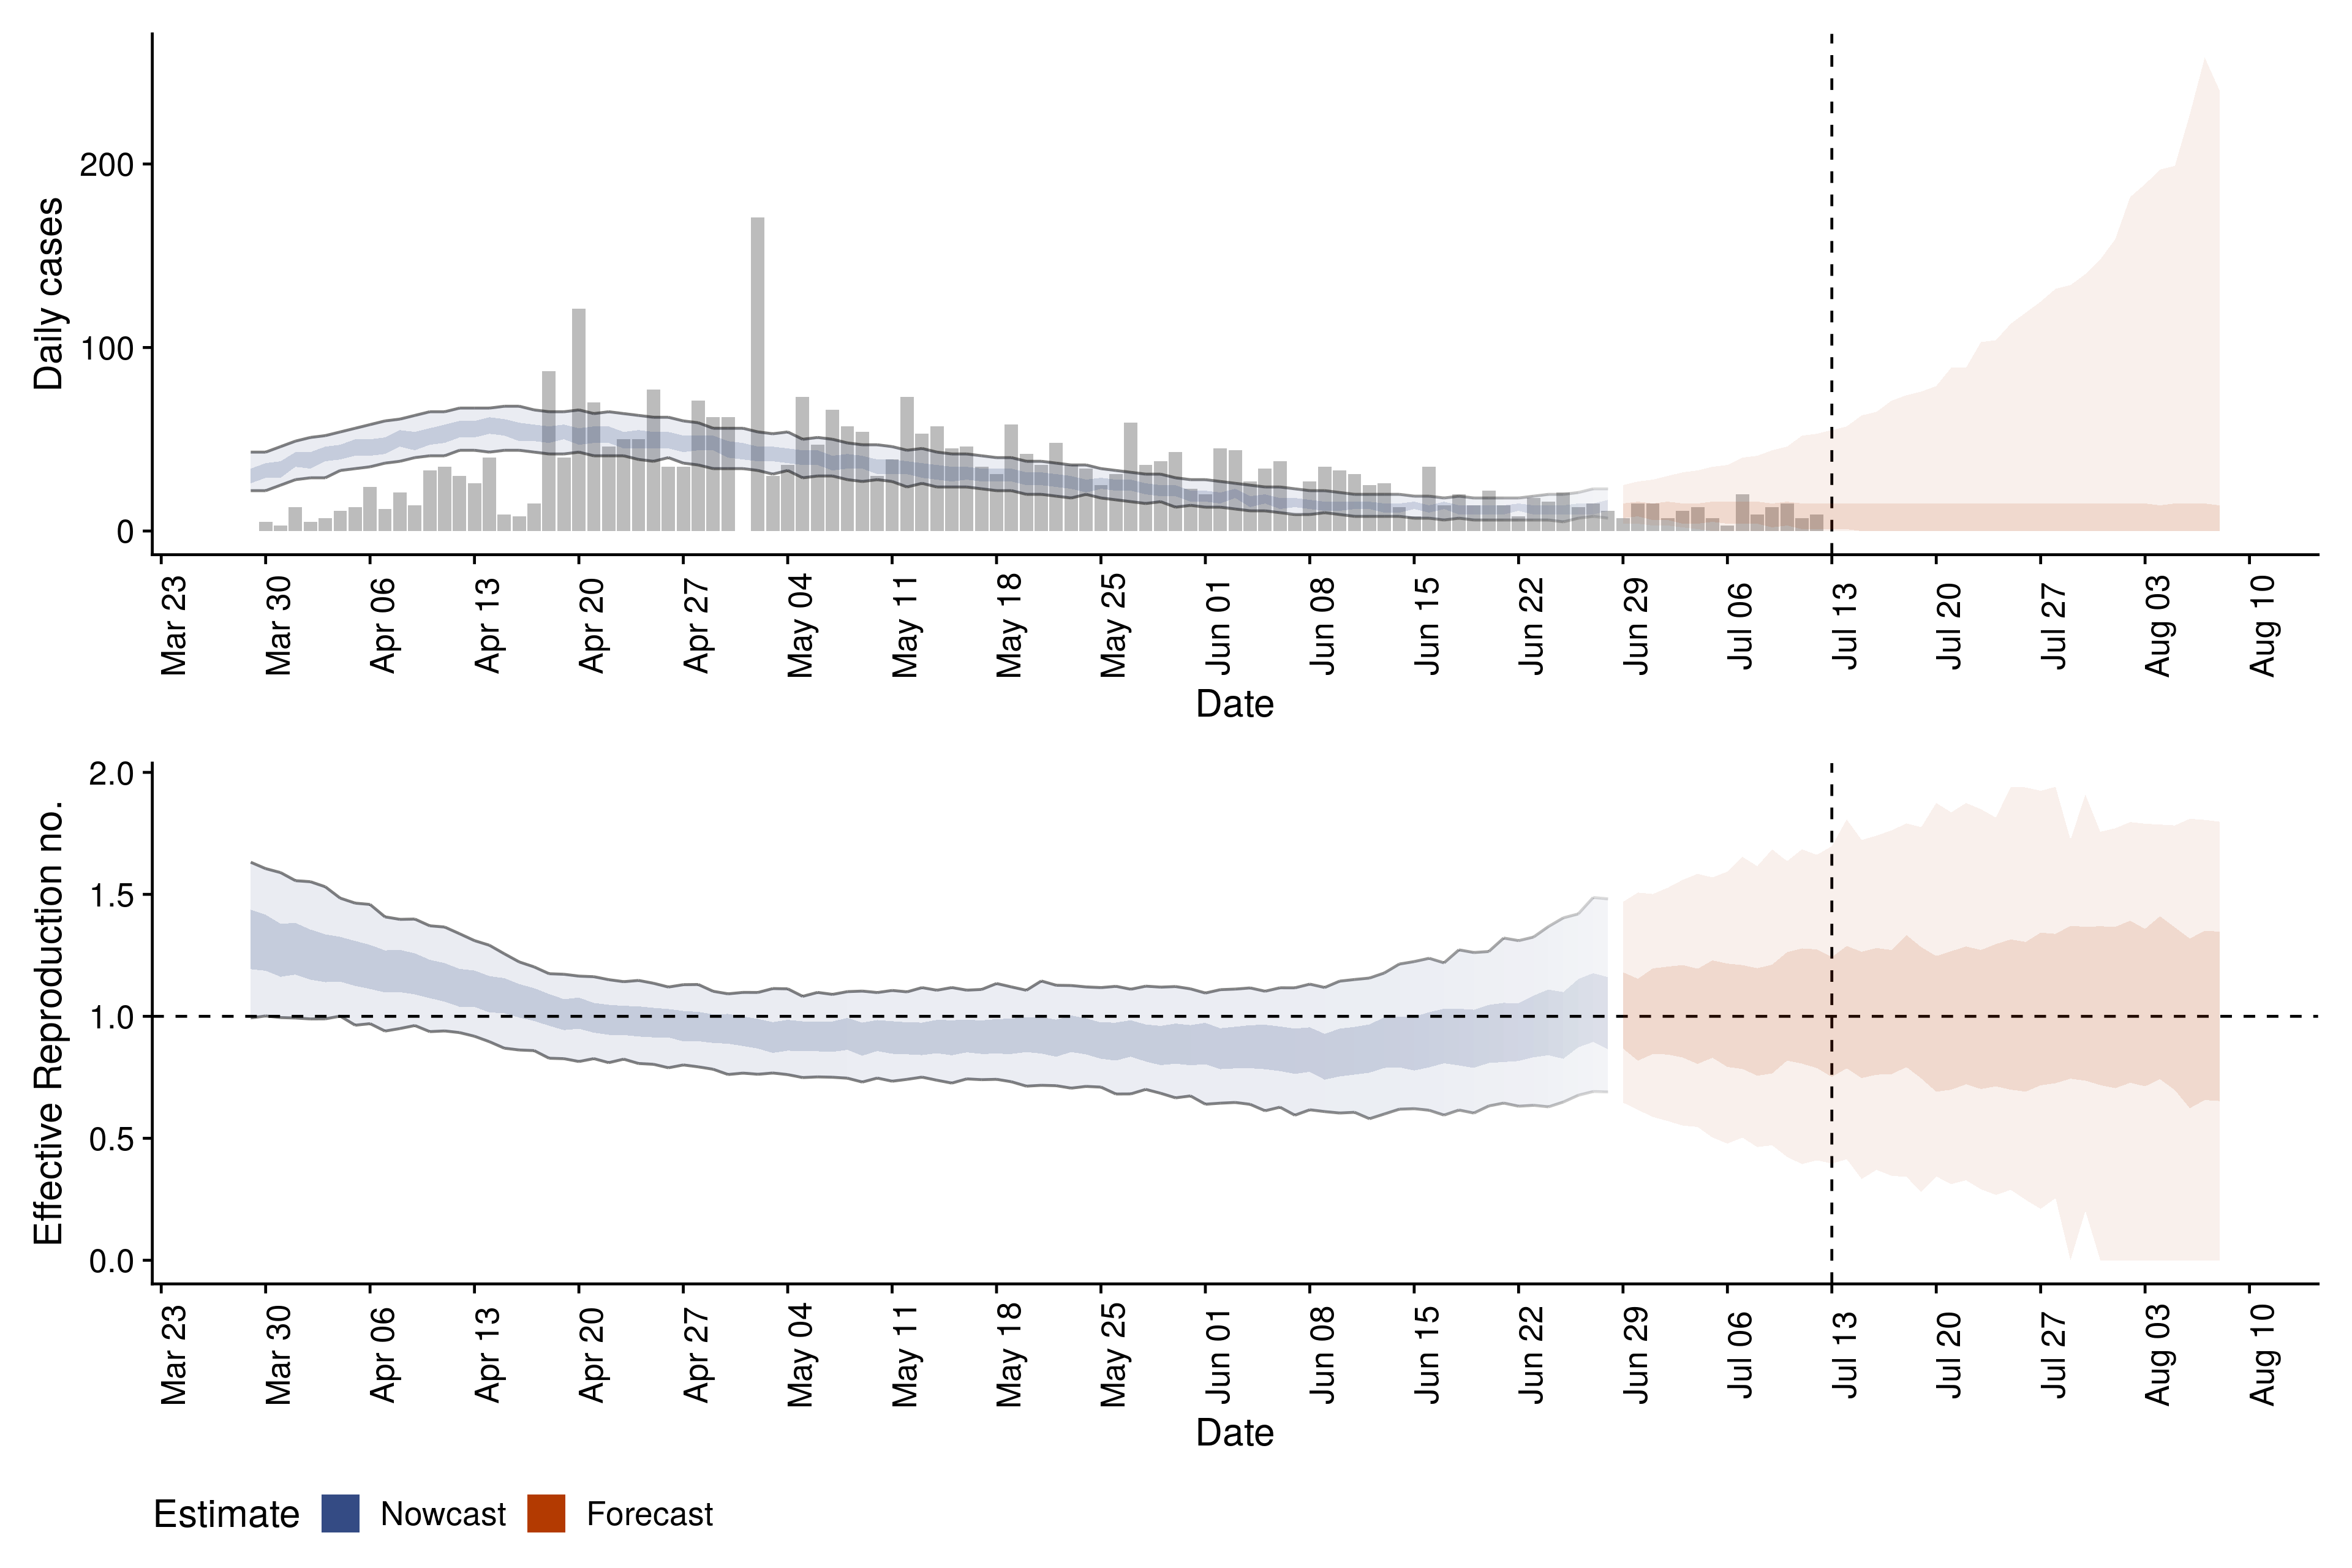 Daily cases
200
100
0
Mar 23 Mar 30 Apr 06 Apr 13 Apr 20 Apr 27 May 04 May 11 May 18 May 25 Jun 01 Jun 08 Jun 15 Jun 22 Jun 29 Jul 06 Jul 13 Jul 20 Jul 27 Aug 03 Aug 10
Date
Effective Reproduction no.
2.0
1.5
1.0
0.5
0.0
Mar 23 Mar 30 Apr 06 Apr 13 Apr 20 Apr 27 May 04 May 11 May 18 May 25 Jun 01 Jun 08 Jun 15 Jun 22 Jun 29 Jul 06 Jul 13 Jul 20 Jul 27 Aug 03 Aug 10
Date
Estimate Nowcast Forecast